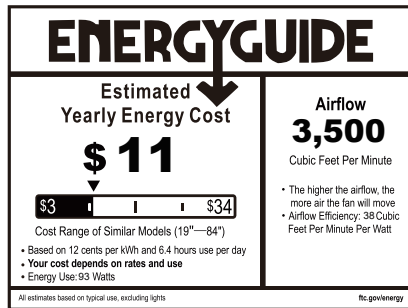 ENERGYGUIDE
Estimated
Yearly Energy Cost
$ 11
$3
$34
Cost Range of Similar Models (19"—84")
• Based on 12 cents per kWh and 6.4 hours use per day
• Your cost depends on rates and use
• Energy Use:93 Watts
Airflow
3,500
Cubic Feet Per Minute
• The higher the airflow, the
more air the fan will move
• Airflow Efficiency: 38 Cubic
Feet Per Minute Per Watt
All estimates based on typical use, excluding lights
ftc.gov/energy